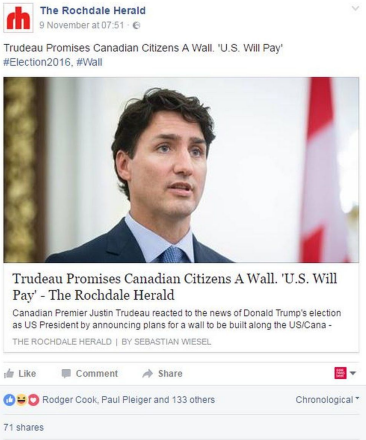 The Rochdale Herald
9 November at 07:51 ·
Trudeau Promises Canadian Citizens A Wall. 'U.S. Will Pay'
#Election2016, #Wall
Trudeau Promises Canadian Citizens A Wall. 'U.S. Will
Pay' - The Rochdale Herald
Canadian Premier Justin Trudeau reacted to the news of Donald Trump's election
as US President by announcing plans for a wall to be built along the US/Cana -
THE ROCHDALE HERALD | BY SEBASTIAN WIESEL
Like Comment Share
Rodger Cook, Paul Pleiger and 133 others Chronological
71 shares